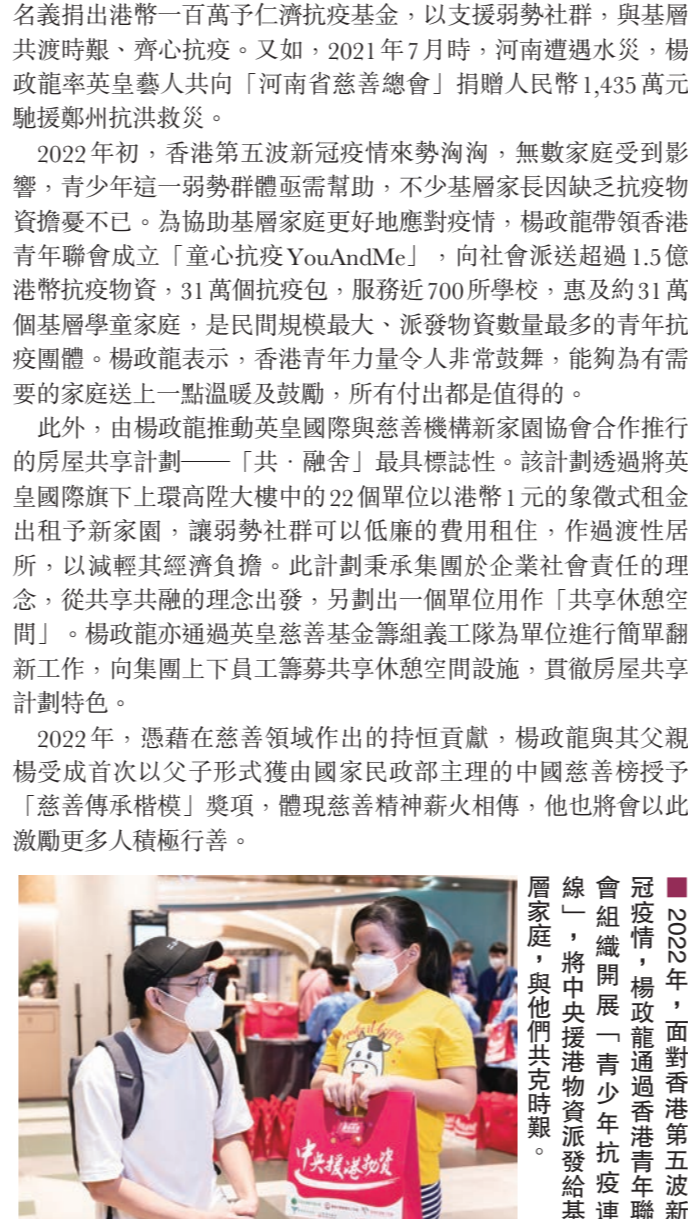 名義捐出港幣一百萬予仁濟抗疫基金，以支援弱勢社群，與基層
共渡時艱、齊心抗疫。又如，2021年7月時，河南遭遇水災，楊
政龍率英皇藝人共向「河南省慈善總會」捐贈人民幣1,435萬元
馳援鄭州抗洪救災。
2022年初，香港第五波新冠疫情來勢洶洶，無數家庭受到影
響，青少年這一弱勢群體亟需幫助，不少基層家長因缺乏抗疫物
資擔憂不已。為協助基層家庭更好地應對疫情，楊政龍帶領香港
青年聯會成立「童心抗疫YouAndMe」，向社會派送超過1.5億
港幣抗疫物資，31萬個抗疫包，服務近700所學校，惠及約31萬
個基層學童家庭，是民間規模最大、派發物資數量最多的青年抗
疫團體。楊政龍表示，香港青年力量令人非常鼓舞，能夠為有需
要的家庭送上一點溫暖及鼓勵，所有付出都是值得的。
此外，由楊政龍推動英皇國際與慈善機構新家園協會合作推行
的房屋共享計劃——「共‧融舍」最具標誌性。該計劃透過將英
皇國際旗下上環高陞大樓中的22個單位以港幣1元的象徵式租金
出租予新家園，讓弱勢社群可以低廉的費用租住，作過渡性居
所，以減輕其經濟負擔。此計劃秉承集團於企業社會責任的理
念，從共享共融的理念出發，另劃出一個單位用作「共享休憩空
間」。楊政龍亦通過英皇慈善基金籌組義工隊為單位進行簡單翻
新工作，向集團上下員工籌募共享休憩空間設施，貫徹房屋共享
計劃特色。
2022年，憑藉在慈善領域作出的持恒貢獻，楊政龍與其父親
楊受成首次以父子形式獲由國家民政部主理的中國慈善榜授予
「慈善傳承楷模」獎項，體現慈善精神薪火相傳，他也將會以此
激勵更多人積極行善。
■2022年，面對香港第五波新
冠疫情，楊政龍通過香港青年聯
會組織開展「青少年抗疫連
線」，將中央援港物資派發給基
層家庭，與他們共克時艱。
中央援港物資